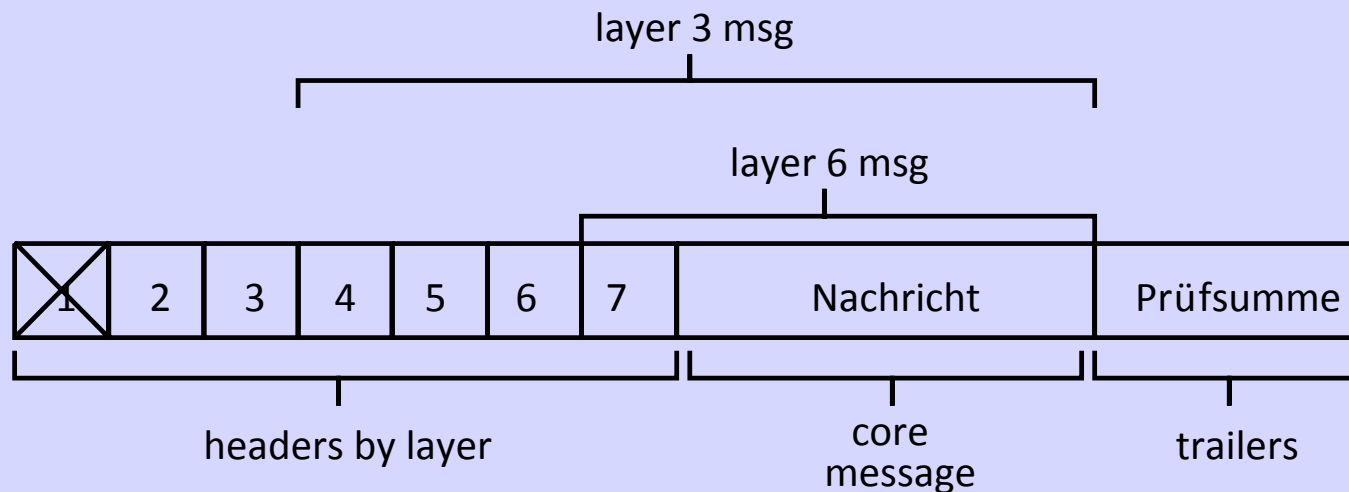 layer 3 msg
layer 6 msg
1 2 3 4 5 6 7 Nachricht Prüfsumme
headers by layer
core
message
trailers